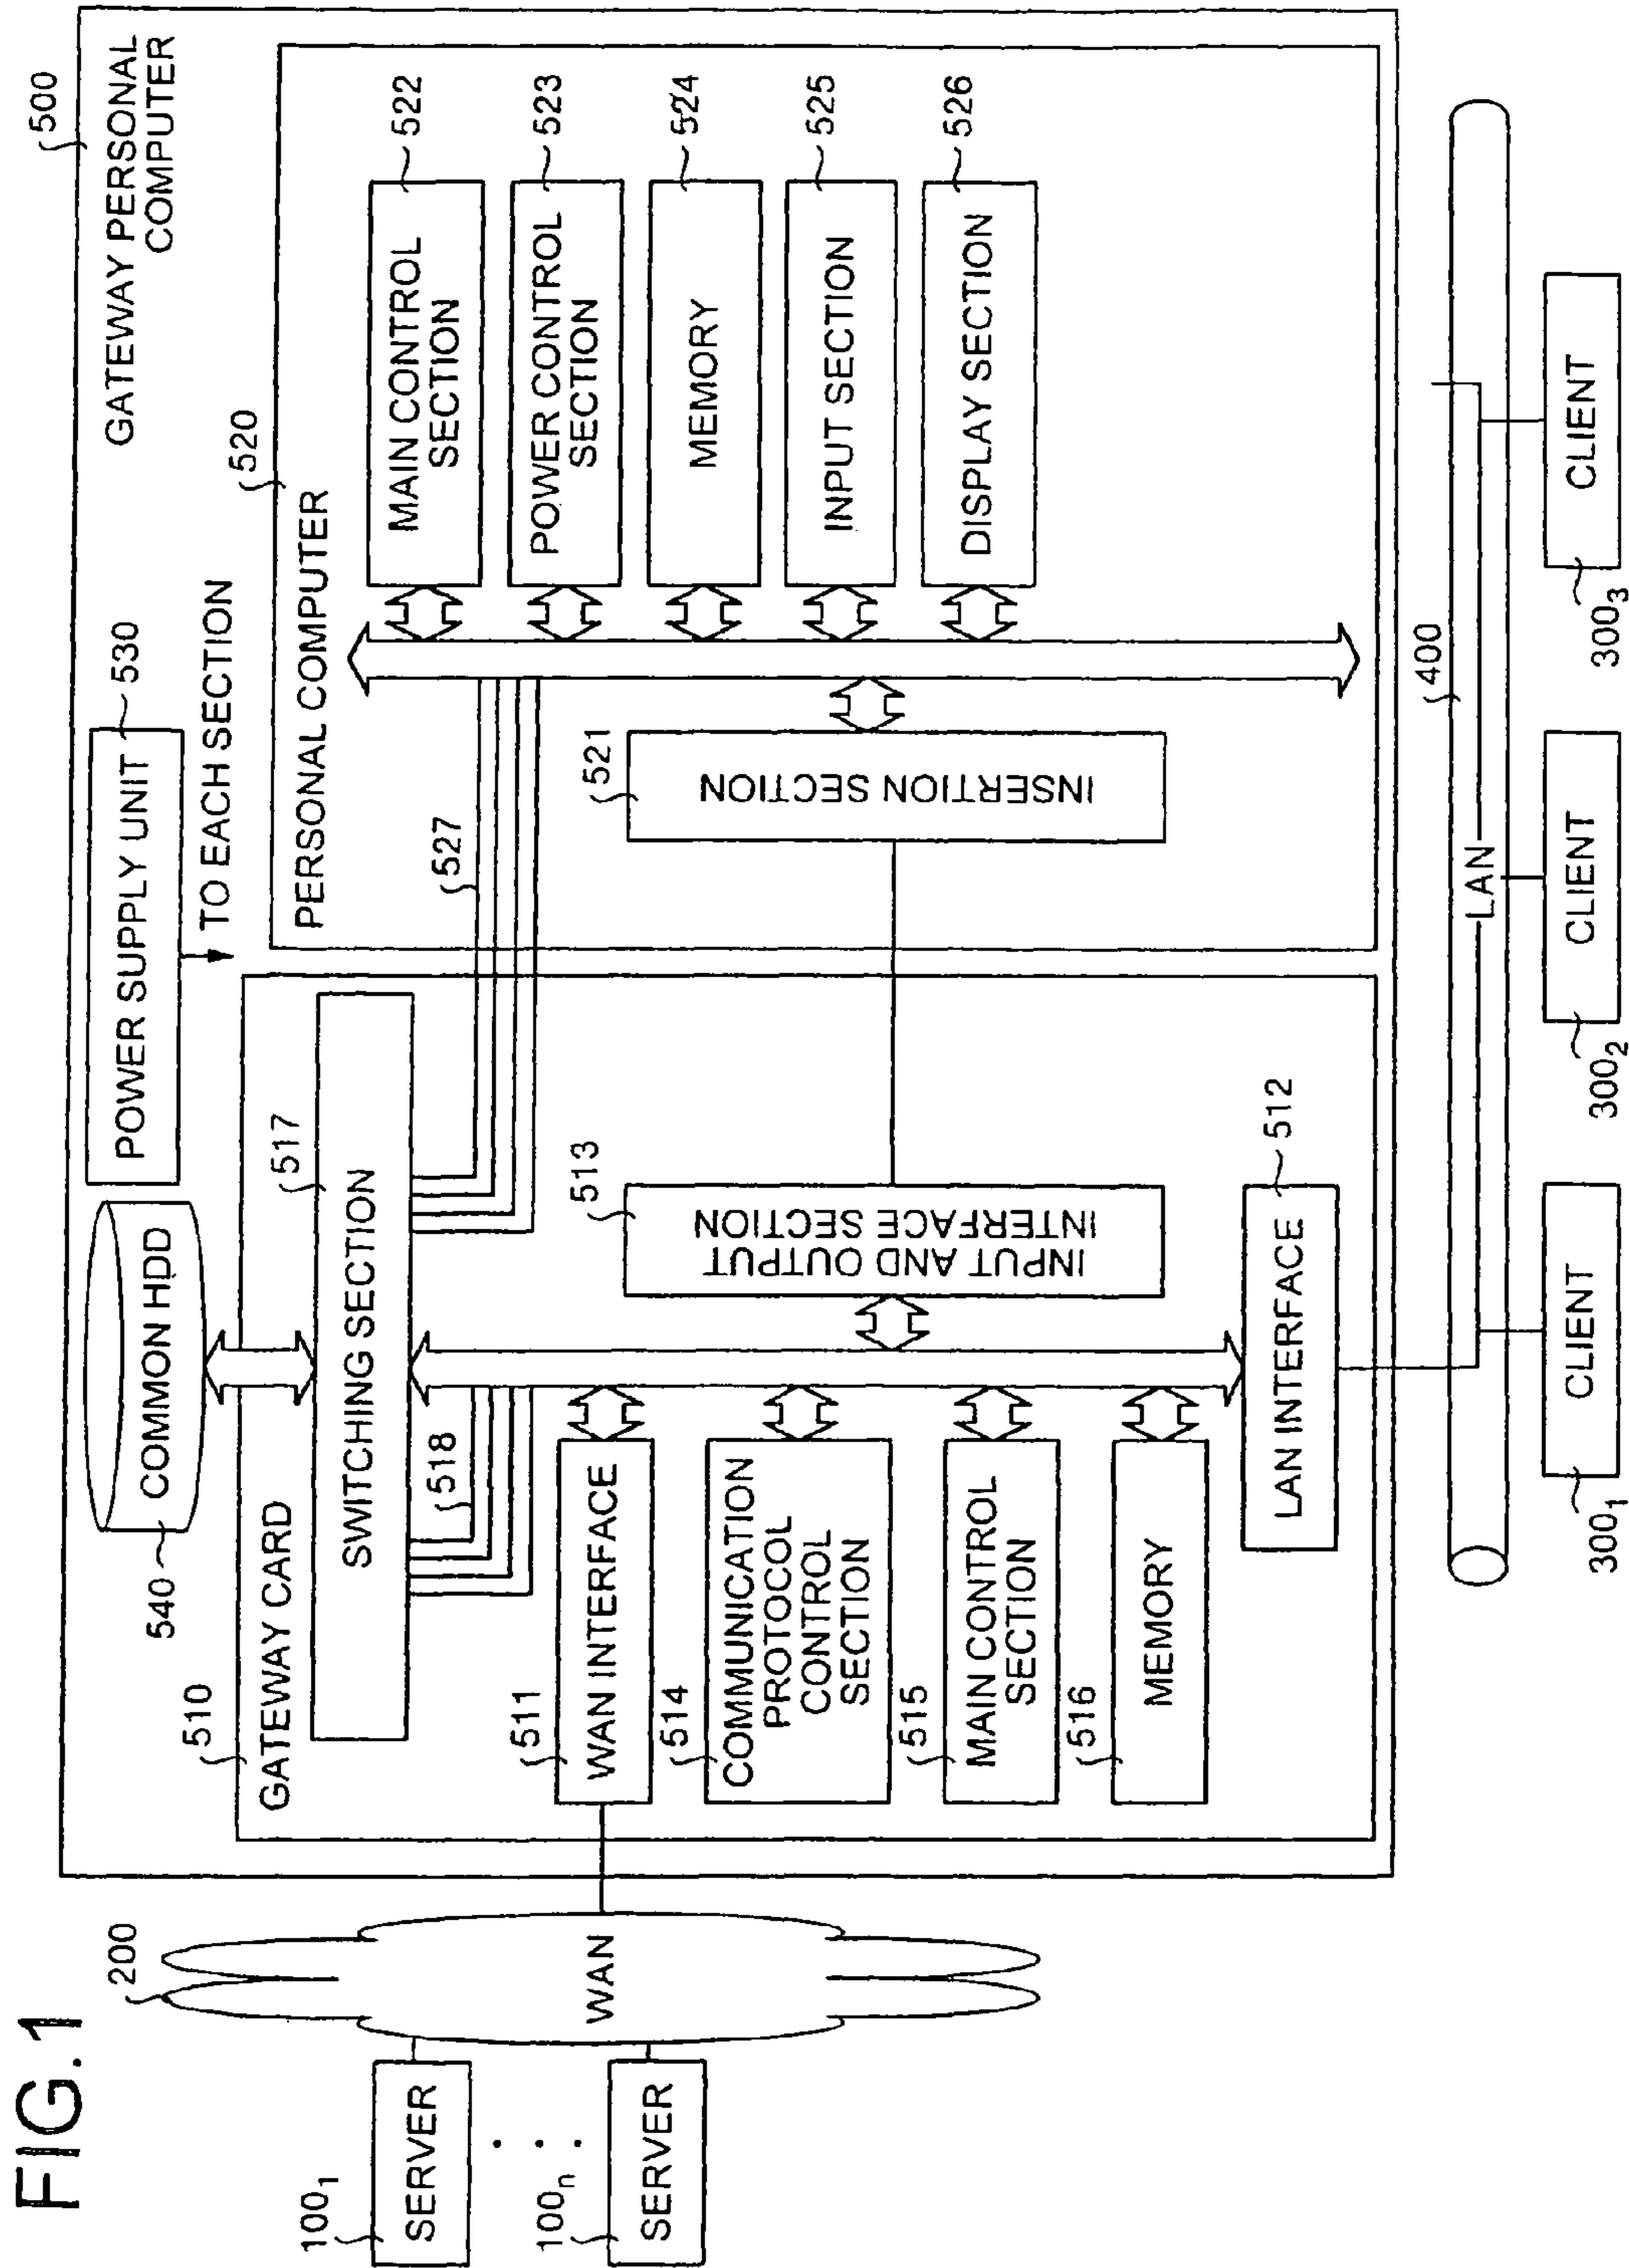 FIG.1
500
GATEWAY PERSONAL
COMPUTER
540
COMMON HDD
POWER SUPPLY UNIT
530
TO EACH SECTION
510
GATEWAY CARD
517
SWITCHING SECTION
518
527
511
WAN INTERFACE
514
COMMUNICATION
PROTOCOL
CONTROL
SECTION
515
MAIN CONTROL
SECTION
516
MEMORY
513
INPUT AND OUTPUT
INTERFACE SECTION
LAN INTERFACE
512
520
PERSONAL COMPUTER
521
INSERTION SECTION
MAIN CONTROL
SECTION
522
POWER CONTROL
SECTION
523
MEMORY
524
INPUT SECTION
525
DISPLAY SECTION
526
200
WAN
100₁
SERVER
100ₙ
SERVER
400
LAN
300₁
CLIENT
300₂
CLIENT
300₃
CLIENT